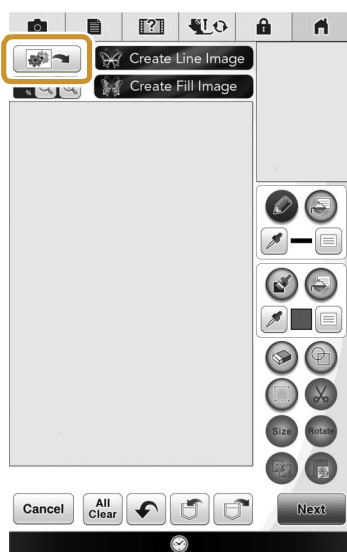 ?
Create Line Image
%
Create Fill Image
Size
Rotate
Cancel
All
Clear
Next